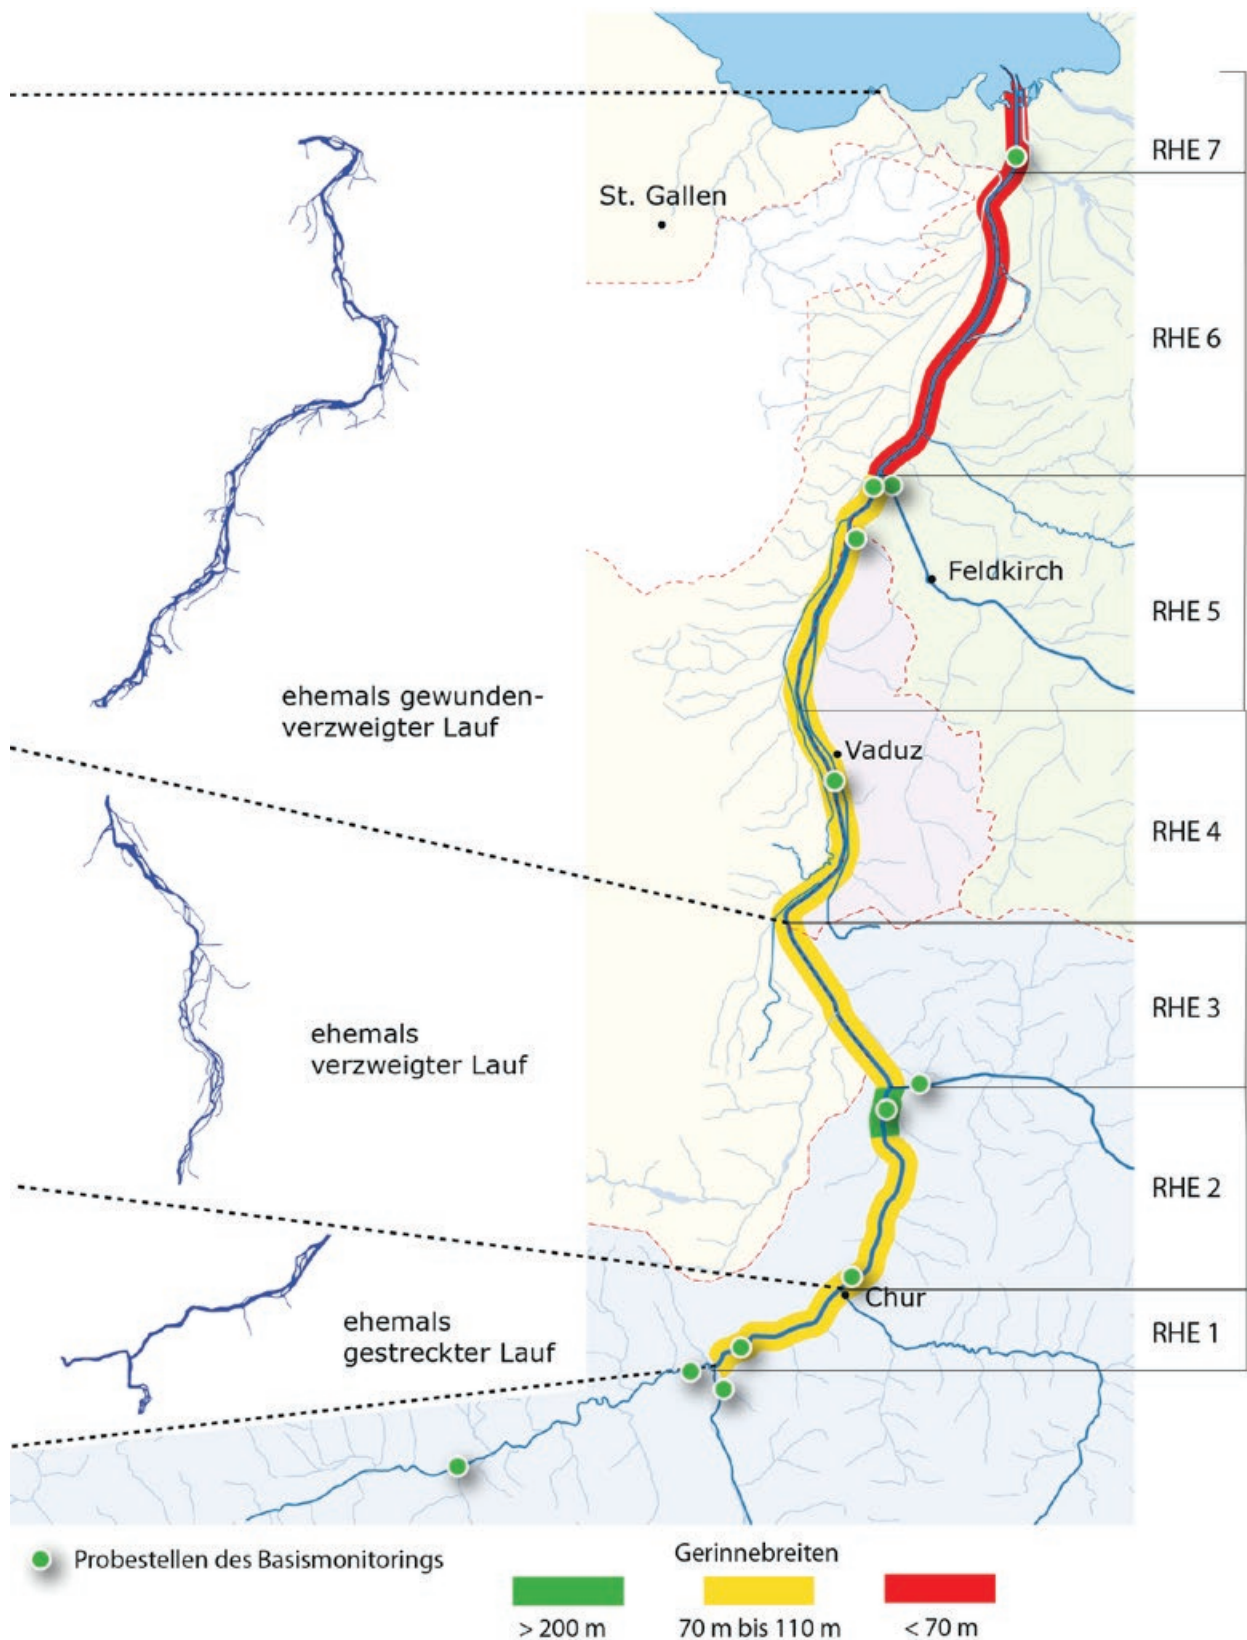 RHE 7
St. Gallen
RHE 6
Feldkirch
RHE 5
ehemals gewunden-
verzweigter Lauf
Vaduz
RHE 4
RHE 3
ehemals
verzweigter Lauf
RHE 2
Chur
ehemals
gestreckter Lauf
RHE 1
Probestellen des Basismonitorings
Gerinnebreiten
> 200 m
70 m bis 110 m
< 70 m